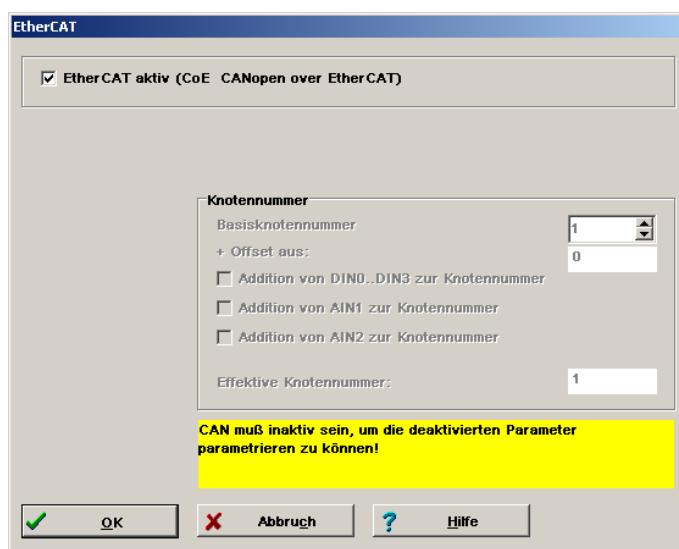 EtherCAT
EtherCAT aktiv (CoE CANopen over EtherCAT)
Knotennummer
Basisknotennummer
1
+ Offset aus:
0
Addition von DIN0..DIN3 zur Knotennummer
Addition von AIN1 zur Knotennummer
Addition von AIN2 zur Knotennummer
Effektive Knotennummer:
1
CAN muß inaktiv sein, um die deaktivierten Parameter
parametrieren zu können!
OK
Abbruch
?
Hilfe